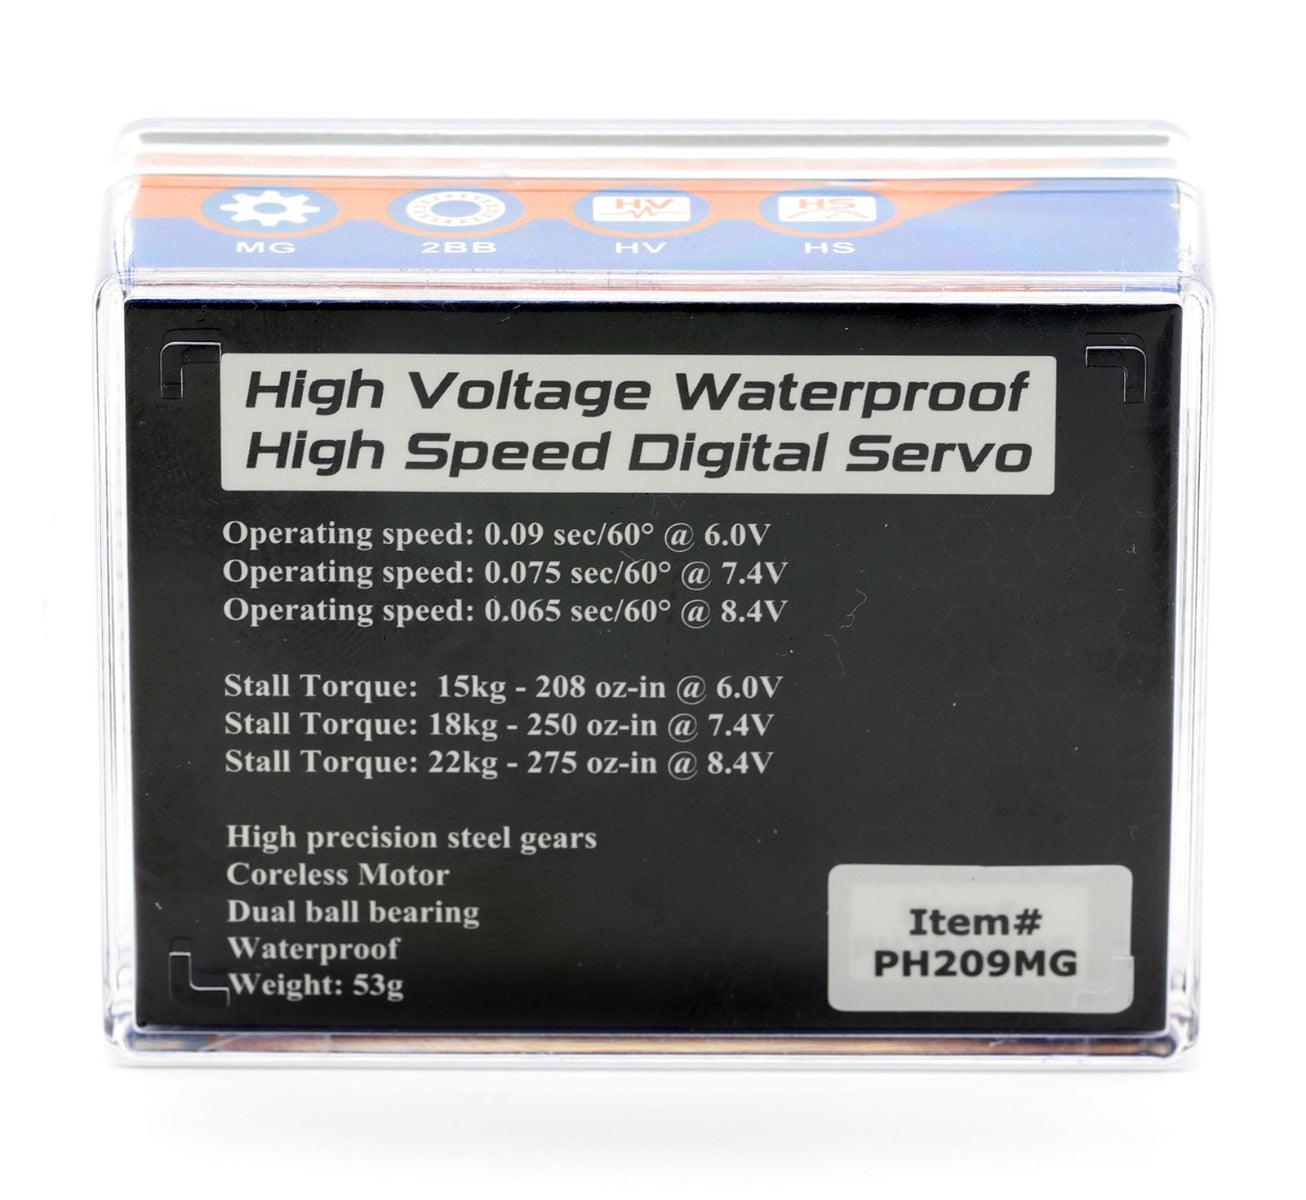 MG 2BB HV HV HS HS
High Voltage Waterproof
High Speed Digital Servo
Operating speed: 0.09 sec/60° @ 6.0V
Operating speed: 0.075 sec/60° @ 7.4V
Operating speed: 0.065 sec/60° @ 8.4V
Stall Torque: 15kg - 208 oz-in @ 6.0V
Stall Torque: 18kg - 250 oz-in @ 7.4V
Stall Torque: 22kg - 275 oz-in @ 8.4V
High precision steel gears
Coreless Motor
Dual ball bearing
Waterproof
Weight: 53g
Item#
PH209MG